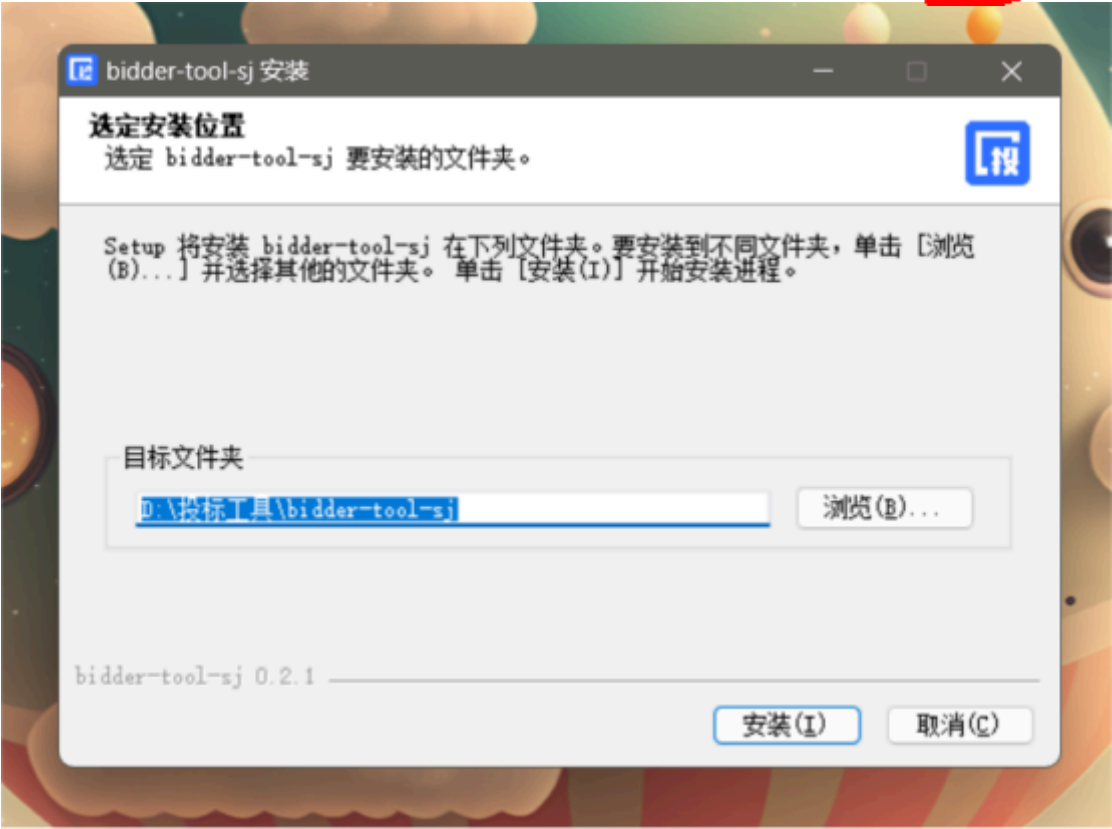 bidder-tool-sj 安装
选定安装位置
选定 bidder-tool-sj 要安装的文件夹。
投
Setup 将安装 bidder-tool-sj 在下列文件夹。要安装到不同文件夹，单击 [浏览
(B)...] 并选择其他的文件夹。 单击 [安装(I)] 开始安装进程。
目标文件夹
D:\投标工具\bidder-tool-sj
浏览(B)...
bidder-tool-sj 0.2.1
安装(I)
取消(C)